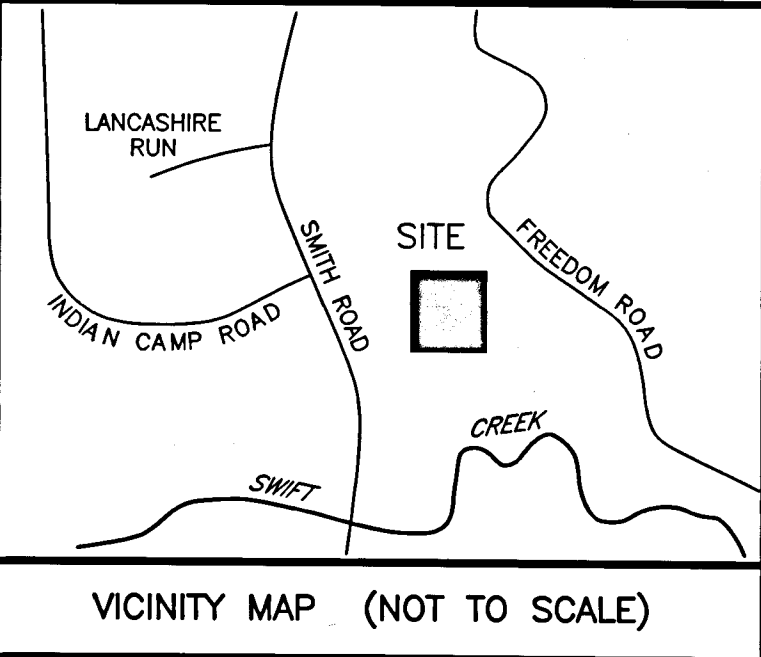 LANCASHIRE
RUN
SITE
SMITH ROAD
FREEDOM ROAD
INDIAN CAMP ROAD
CREEK
SWIFT
VICINITY MAP (NOT TO SCALE)